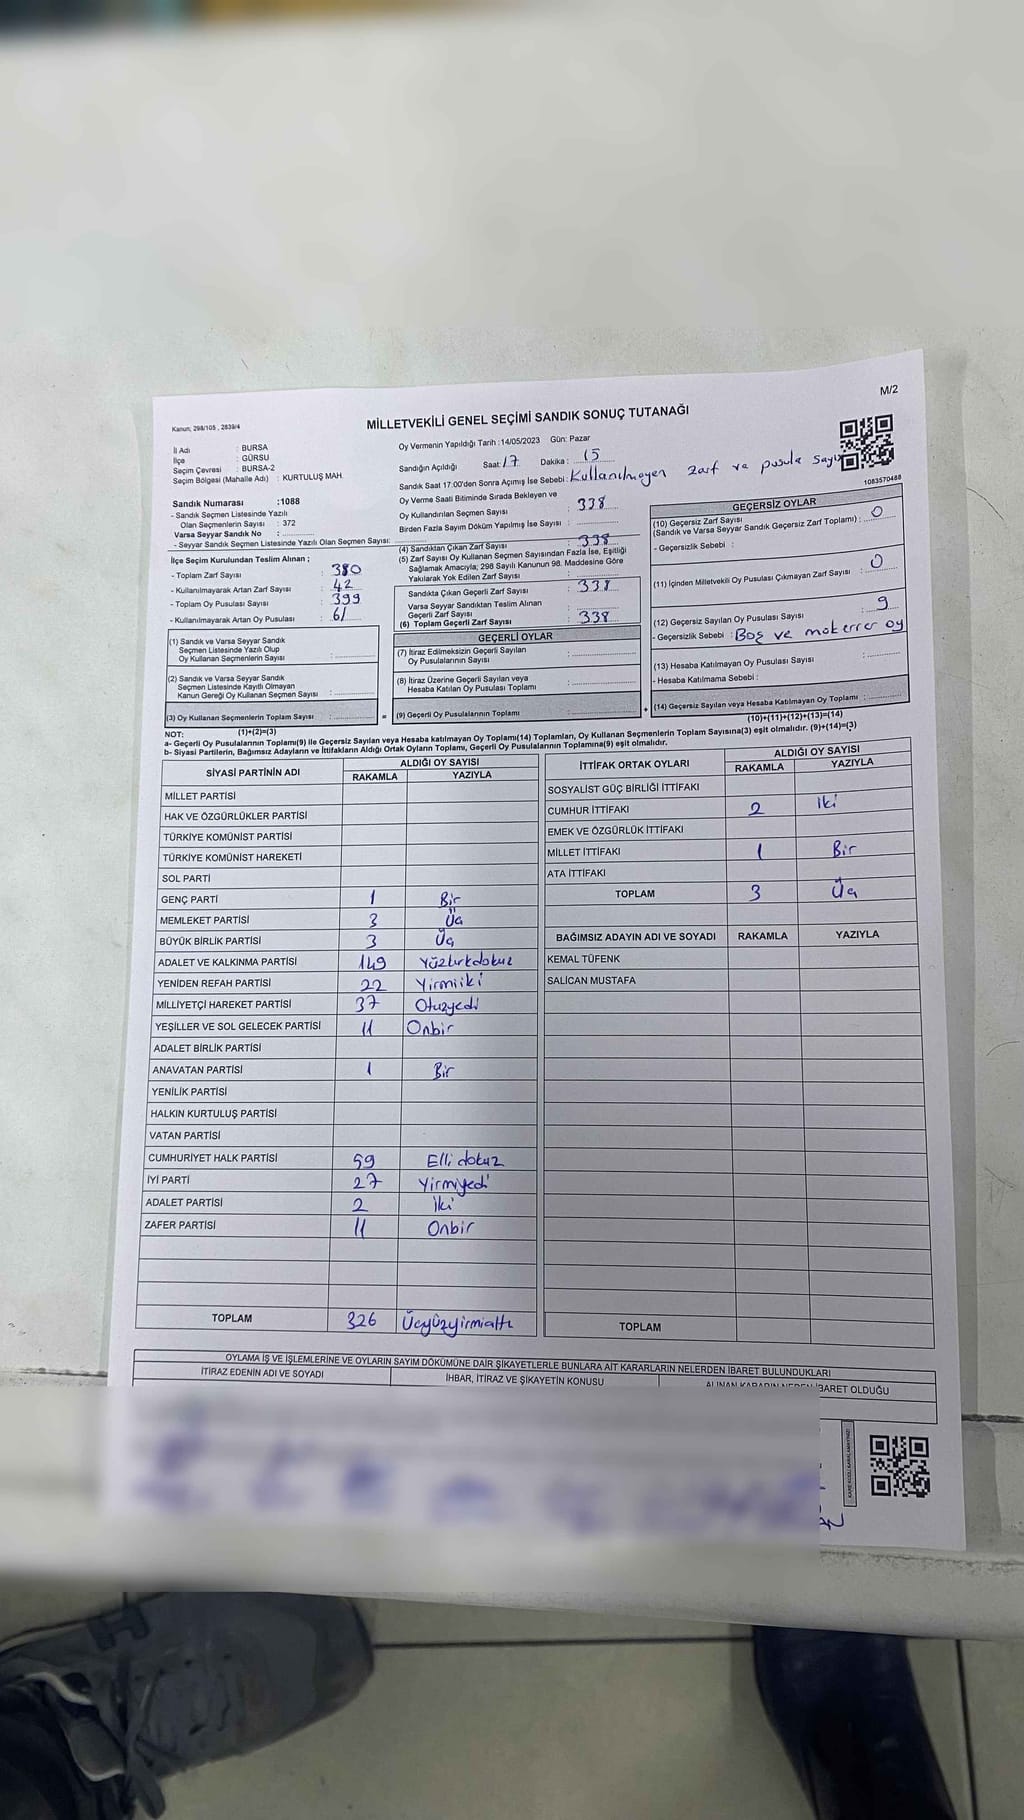 M/2
Kanun: 298/105 , 2839/4
MİLLETVEKİLİ GENEL SEÇİMİ SANDIK SONUÇ TUTANAĞI
İl Adı : BURSA
İlçe : GÜRSU
Seçim Çevresi : BURSA-2
Seçim Bölgesi (Mahalle Adı) : KURTULUŞ MAH.
Oy Vermenin Yapıldığı Tarih :14/05/2023 Gün: Pazar
Sandığın Açıldığı Saat: 17 Dakika : 15
Sandık Saat 17:00'den Sonra Açımış İse Sebebi: Kullanılmayen zarf ve pusula sayı
1083570488
Sandık Numarası :1088
- Sandık Seçmen Listesinde Yazılı
Olan Seçmenlerin Sayısı : 372
Varsa Seyyar Sandık No :
- Seyyar Sandık Seçmen Listesinde Yazılı Olan Seçmen Sayısı:
Oy Verme Saati Bitiminde Sırada Bekleyen ve
Oy Kullandırılan Seçmen Sayısı : 338
Birden Fazla Sayım Döküm Yapılmış İse Sayısı :
İlçe Seçim Kurulundan Teslim Alınan ;
- Toplam Zarf Sayısı : 380
- Kullanılmayarak Artan Zarf Sayısı : 42
- Toplam Oy Pusulası Sayısı : 399
- Kullanılmayarak Artan Oy Pusulası : 61
(4) Sandıktan Çıkan Zarf Sayısı : 338
(5) Zarf Sayısı Oy Kullanan Seçmen Sayısından Fazla İse, Eşitliği
Sağlamak Amacıyla; 298 Sayılı Kanunun 98. Maddesine Göre
Yakılarak Yok Edilen Zarf Sayısı :
Sandıkta Çıkan Geçerli Zarf Sayısı : 338
Varsa Seyyar Sandıktan Teslim Alınan
Geçerli Zarf Sayısı :
(6) Toplam Geçerli Zarf Sayısı : 338
GEÇERSİZ OYLAR
(10) Geçersiz Zarf Sayısı
(Sandık ve Varsa Seyyar Sandık Geçersiz Zarf Toplamı) : 0
- Geçersizlik Sebebi :
(11) İçinden Milletvekili Oy Pusulası Çıkmayan Zarf Sayısı : 0
(12) Geçersiz Sayılan Oy Pusulası Sayısı : 9
- Geçersizlik Sebebi : Boş ve mükerrer oy
(13) Hesaba Katılmayan Oy Pusulası Sayısı :
- Hesaba Katılmama Sebebi :
(14) Geçersiz Sayılan veya Hesaba Katılmayan Oy Toplamı :
(1) Sandık ve Varsa Seyyar Sandık
Seçmen Listesinde Yazılı Olup
Oy Kullanan Seçmenlerin Sayısı :
(2) Sandık ve Varsa Seyyar Sandık
Seçmen Listesinde Kayıtlı Olmayan
Kanun Gereği Oy Kullanan Seçmen Sayısı :
(3) Oy Kullanan Seçmenlerin Toplam Sayısı :
=
GEÇERLİ OYLAR
(7) İtiraz Edilmeksizin Geçerli Sayılan
Oy Pusulalarının Sayısı :
(8) İtiraz Üzerine Geçerli Sayılan veya
Hesaba Katılan Oy Pusulası Toplamı :
(9) Geçerli Oy Pusulalarının Toplamı :
+
NOT: (1)+(2)=(3) (10)+(11)+(12)+(13)=(14)
a- Geçerli Oy Pusulalarının Toplamı(9) ile Geçersiz Sayılan veya Hesaba katılmayan Oy Toplamı(14) Toplamları, Oy Kullanan Seçmenlerin Toplam Sayısına(3) eşit olmalıdır. (9)+(14)=(3)
b- Siyasi Partilerin, Bağımsız Adayların ve İttifakların Aldığı Ortak Oyların Toplamı, Geçerli Oy Pusulalarının Toplamına(9) eşit olmalıdır.
SİYASİ PARTİNİN ADI ALDIĞI OY SAYISI
RAKAMLA YAZIYLA
MİLLET PARTİSİ
HAK VE ÖZGÜRLÜKLER PARTİSİ
TÜRKİYE KOMÜNİST PARTİSİ
TÜRKİYE KOMÜNİST HAREKETİ
SOL PARTİ
GENÇ PARTİ 1 Bir
MEMLEKET PARTİSİ 3 Üç
BÜYÜK BİRLİK PARTİSİ 3 Üç
ADALET VE KALKINMA PARTİSİ 149 Yüzkırkdokuz
YENİDEN REFAH PARTİSİ 22 Yirmiiki
MİLLİYETÇİ HAREKET PARTİSİ 37 Otuzyedi
YEŞİLLER VE SOL GELECEK PARTİSİ 11 Onbir
ADALET BİRLİK PARTİSİ
ANAVATAN PARTİSİ 1 Bir
YENİLİK PARTİSİ
HALKIN KURTULUŞ PARTİSİ
VATAN PARTİSİ
CUMHURİYET HALK PARTİSİ 59 Elli dokuz
İYİ PARTİ 27 Yirmiyedi
ADALET PARTİSİ 2 İki
ZAFER PARTİSİ 11 Onbir
TOPLAM 326 Üçyüzyirmialtı
İTTİFAK ORTAK OYLARI ALDIĞI OY SAYISI
RAKAMLA YAZIYLA
SOSYALİST GÜÇ BİRLİĞİ İTTİFAKI
CUMHUR İTTİFAKI 2 İki
EMEK VE ÖZGÜRLÜK İTTİFAKI
MİLLET İTTİFAKI 1 Bir
ATA İTTİFAKI
TOPLAM 3 Üç
BAĞIMSIZ ADAYIN ADI VE SOYADI RAKAMLA YAZIYLA
KEMAL TÜFENK
SALİCAN MUSTAFA
TOPLAM
OYLAMA İŞ VE İŞLEMLERİNE VE OYLARIN SAYIM DÖKÜMÜNE DAİR ŞİKAYETLERLE BUNLARA AİT KARARLARIN NELERDEN İBARET BULUNDUKLARI
İTİRAZ EDENİN ADI VE SOYADI İHBAR, İTİRAZ VE ŞİKAYETİN KONUSU ALINAN KARARIN NEDEN İBARET OLDUĞU